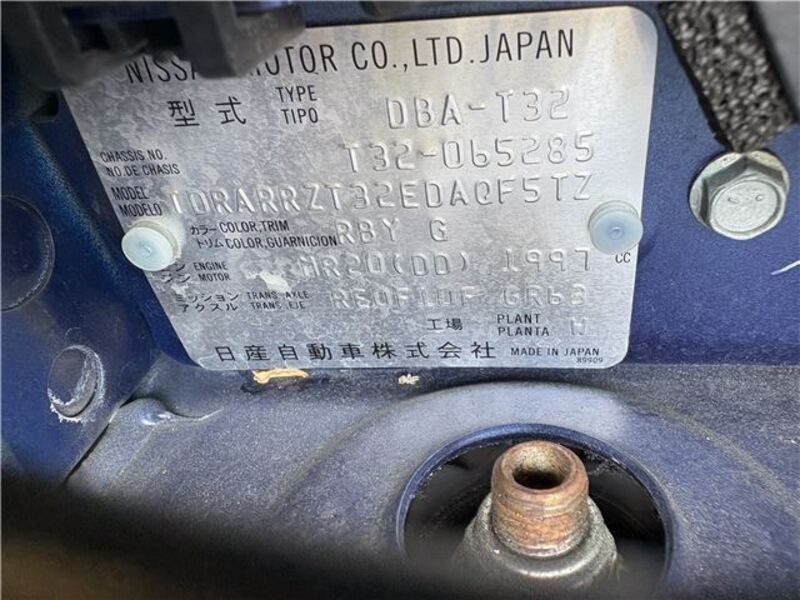 NISSAN MOTOR CO.,LTD.JAPAN
型式 TYPE TIPO DBA-T32
CHASSIS NO. NO.DE CHASIS T32-065285
MODEL MODELO TDRARRZT32EDAQF5TZ
カラー COLOR,TRIM トリム COLOR,GUARNICION RBY G
ENGINE MOTOR MR20(DD) 1997 CC
ミッション TRANS. AXLE アクスル TRANS. EJE RE0F10F GR63
工場 PLANT PLANTA W
日産自動車株式会社 MADE IN JAPAN
89909